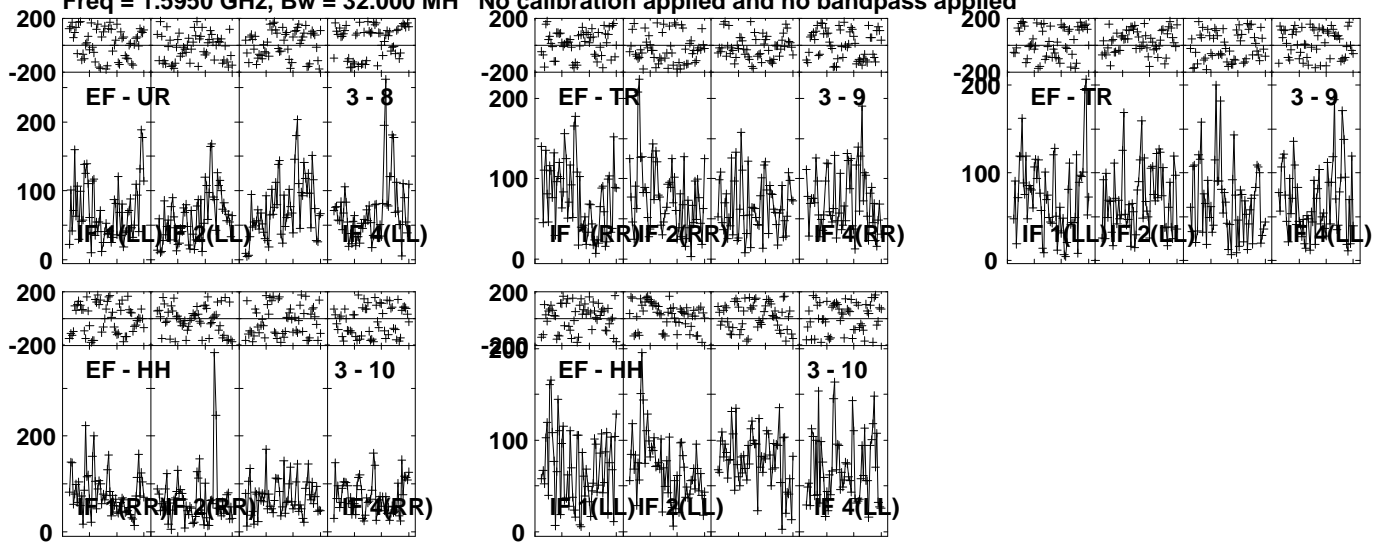 Freq = 1.5950 GHz, Bw = 32.000 MH No calibration applied and no bandpass applied
200
-200
EF - UR 3 - 8
200
100
0
IF 1(LL) IF 2(LL) IF 4(LL)
200
-200
EF - TR 3 - 9
200
100
0
IF 1(RR) IF 2(RR) IF 4(RR)
200
-200
EF - TR 3 - 9
200
100
0
IF 1(LL) IF 2(LL) IF 4(LL)
200
-200
EF - HH 3 - 10
200
0
IF 1(RR) IF 2(RR) IF 4(RR)
200
-200
200
EF - HH 3 - 10
100
0
IF 1(LL) IF 2(LL) IF 4(LL)